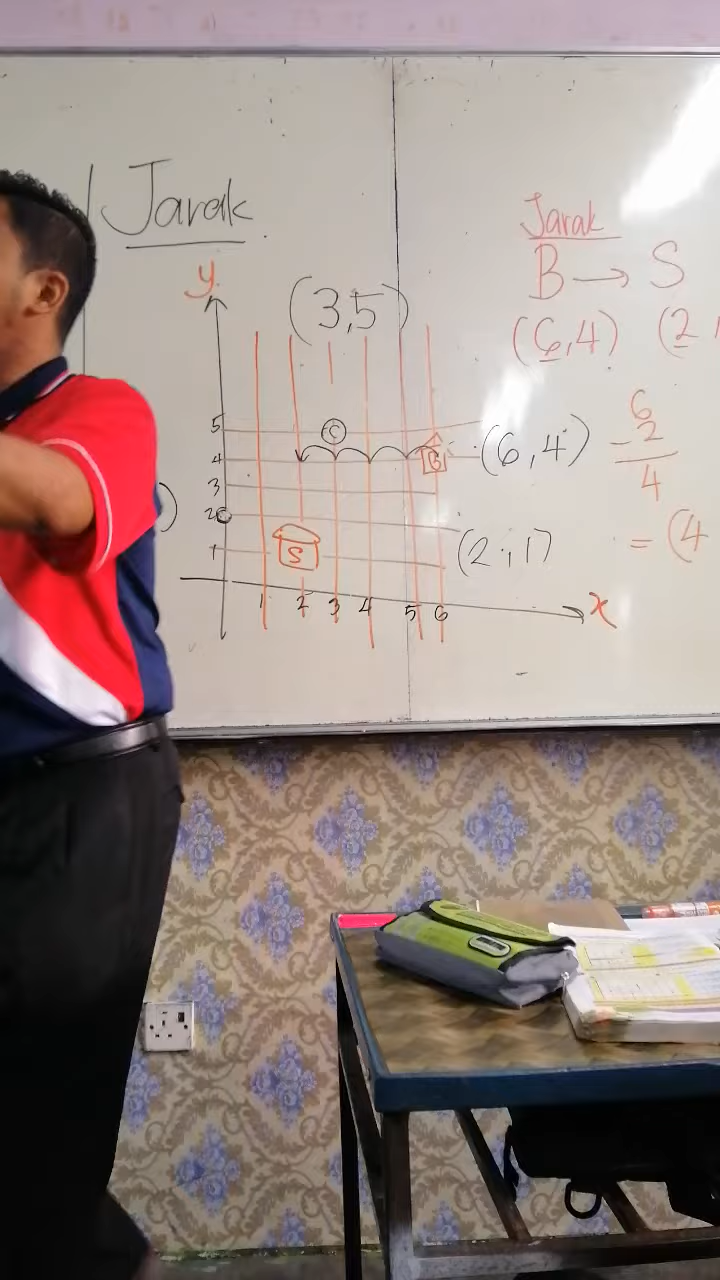 Jarak
y
(3,5)
5
4
3
2
1
C
B
S
1 2 3 4 5 6
x
(6,4)
(2,1)
)
Jarak
B → S
(6,4) (2,
6
- 2
4
= (4